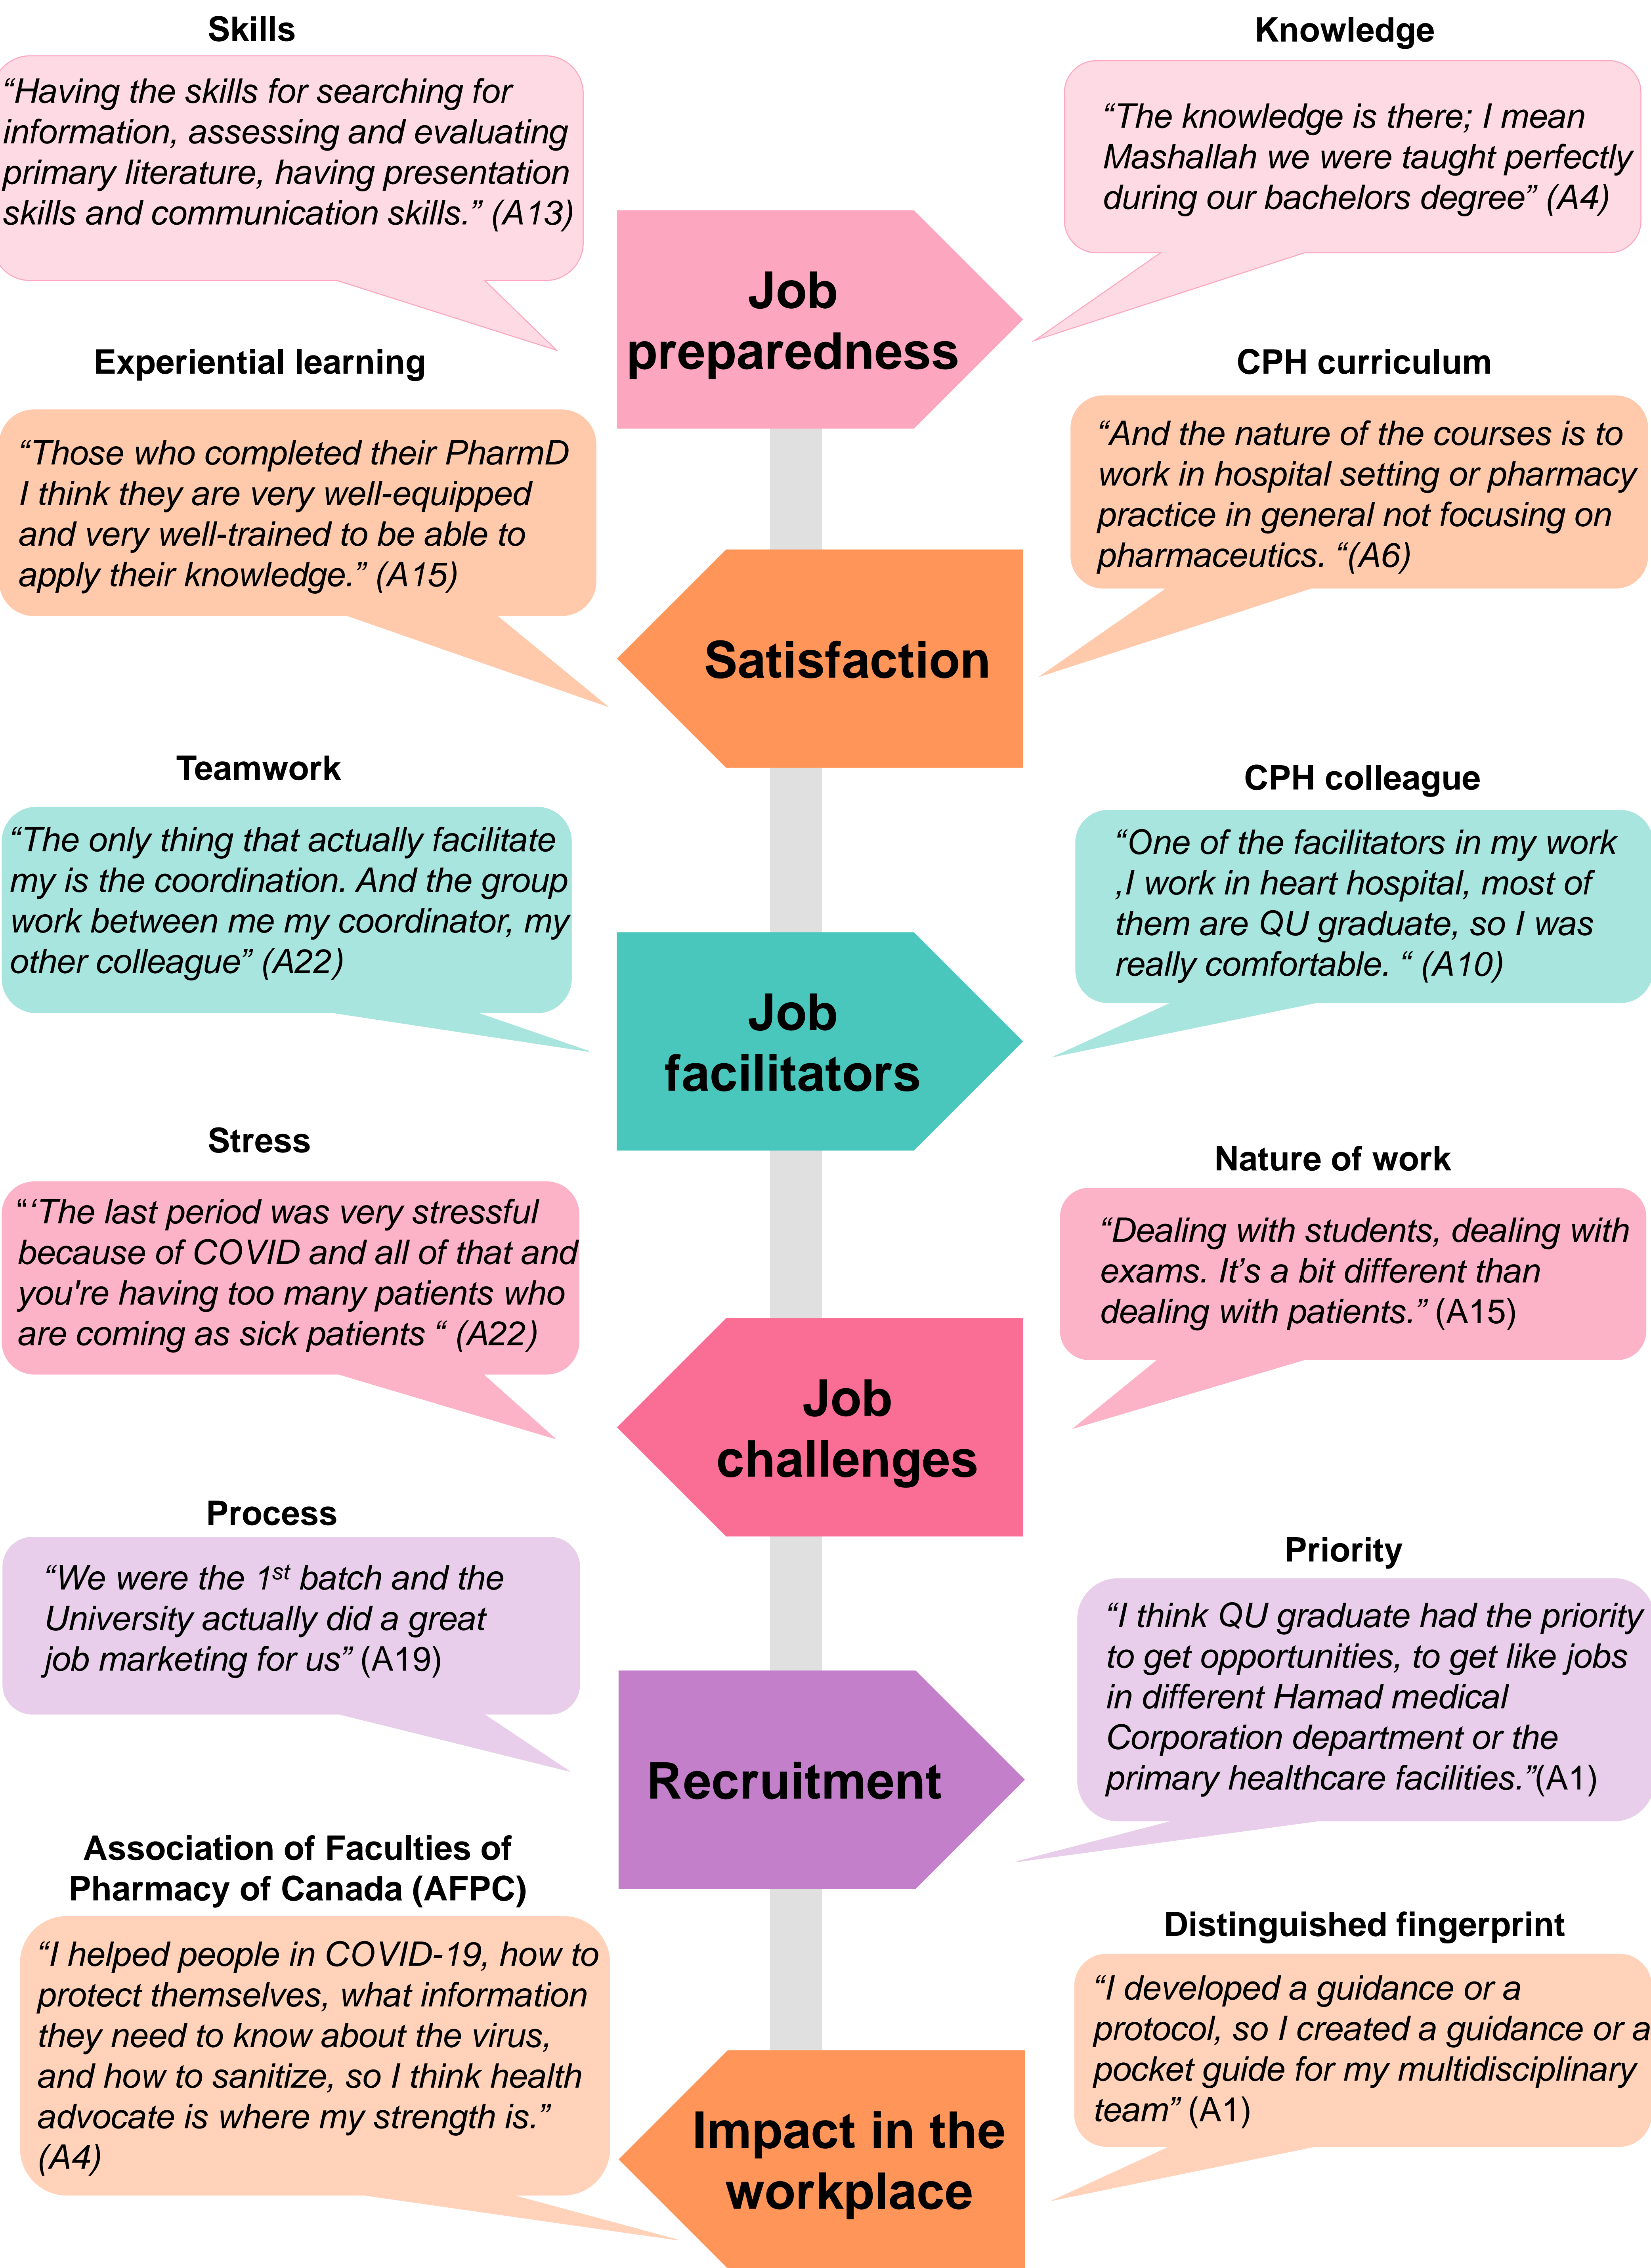 Skills
“Having the skills for searching for
information, assessing and evaluating
primary literature, having presentation
skills and communication skills.” (A13)
Knowledge
“The knowledge is there; I mean
Mashallah we were taught perfectly
during our bachelors degree” (A4)
Job
preparedness
Experiential learning
“Those who completed their PharmD
I think they are very well-equipped
and very well-trained to be able to
apply their knowledge.” (A15)
CPH curriculum
“And the nature of the courses is to
work in hospital setting or pharmacy
practice in general not focusing on
pharmaceutics. “(A6)
Satisfaction
Teamwork
“The only thing that actually facilitate
my is the coordination. And the group
work between me my coordinator, my
other colleague” (A22)
CPH colleague
“One of the facilitators in my work
,I work in heart hospital, most of
them are QU graduate, so I was
really comfortable. “ (A10)
Job
facilitators
Stress
“‘The last period was very stressful
because of COVID and all of that and
you're having too many patients who
are coming as sick patients “ (A22)
Nature of work
“Dealing with students, dealing with
exams. It’s a bit different than
dealing with patients.” (A15)
Job
challenges
Process
“We were the 1st batch and the
University actually did a great
job marketing for us” (A19)
Priority
“I think QU graduate had the priority
to get opportunities, to get like jobs
in different Hamad medical
Corporation department or the
primary healthcare facilities.”(A1)
Recruitment
Association of Faculties of
Pharmacy of Canada (AFPC)
“I helped people in COVID-19, how to
protect themselves, what information
they need to know about the virus,
and how to sanitize, so I think health
advocate is where my strength is.”
(A4)
Distinguished fingerprint
“I developed a guidance or a
protocol, so I created a guidance or a
pocket guide for my multidisciplinary
team” (A1)
Impact in the
workplace